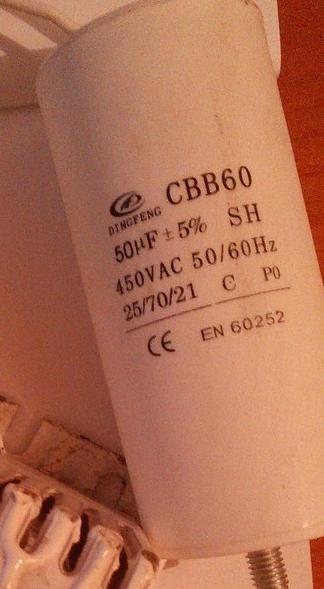 CBB60
DINGFENG
50µF ± 5% SH
450VAC 50/60Hz
25/70/21 C P0
CE EN 60252